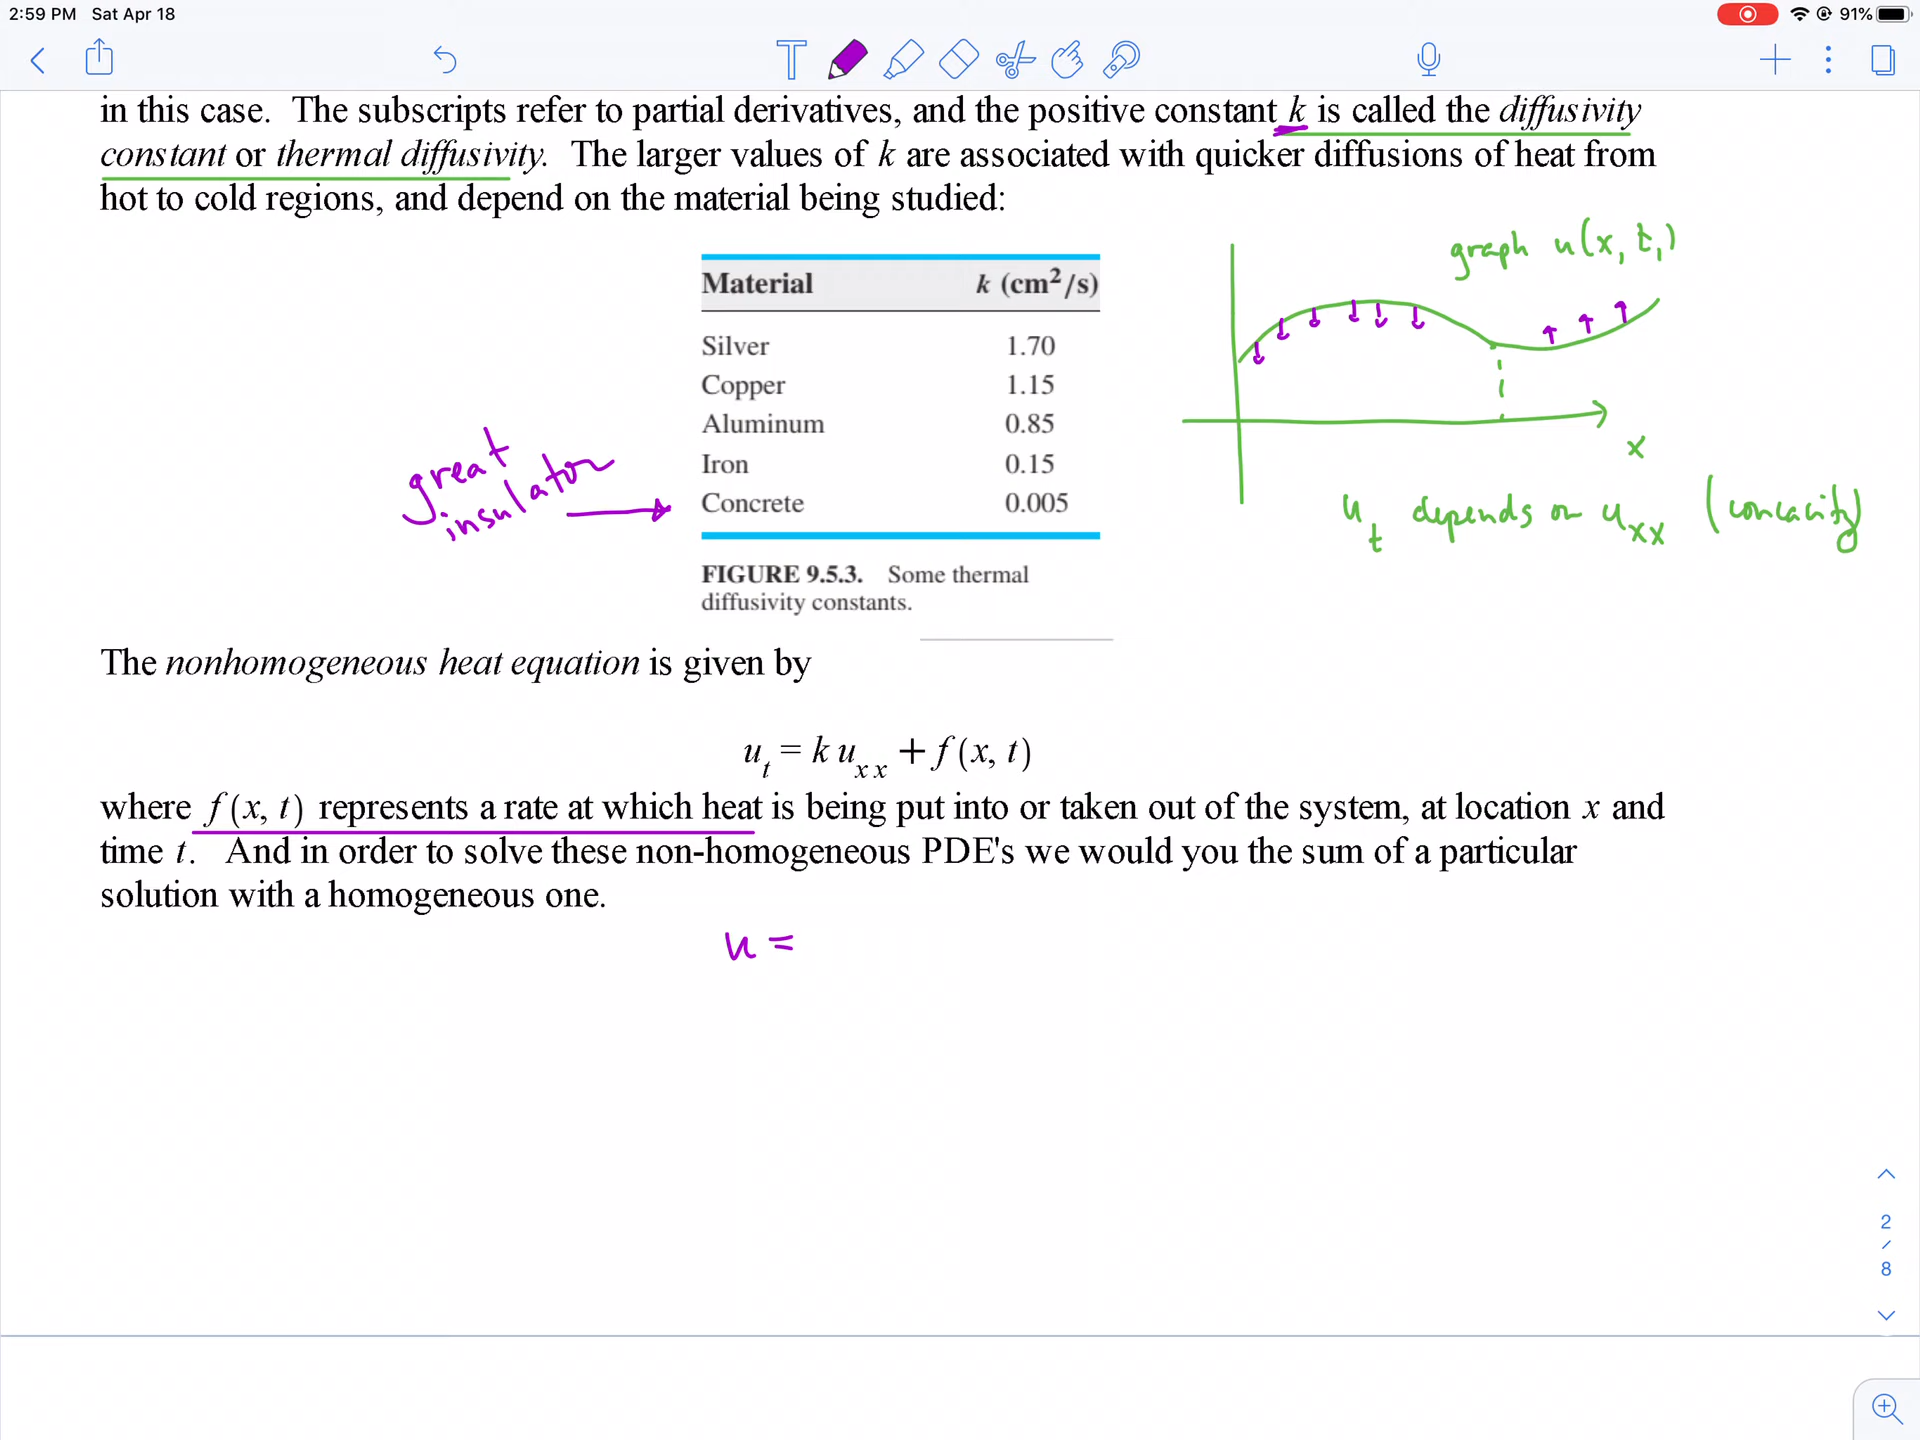 2:59 PM Sat Apr 18
91%
in this case. The subscripts refer to partial derivatives, and the positive constant k is called the diffusivity
constant or thermal diffusivity. The larger values of k are associated with quicker diffusions of heat from
hot to cold regions, and depend on the material being studied:
graph u(x, t₁)
Material k (cm²/s)
Silver 1.70
Copper 1.15
Aluminum 0.85
Iron 0.15
Concrete 0.005
great
insulator
x
u_t depends on u_xx (concavity)
FIGURE 9.5.3. Some thermal
diffusivity constants.
The nonhomogeneous heat equation is given by
u_t = k u_xx + f(x, t)
where f(x, t) represents a rate at which heat is being put into or taken out of the system, at location x and
time t. And in order to solve these non-homogeneous PDE's we would you the sum of a particular
solution with a homogeneous one.
u =
2
/
8